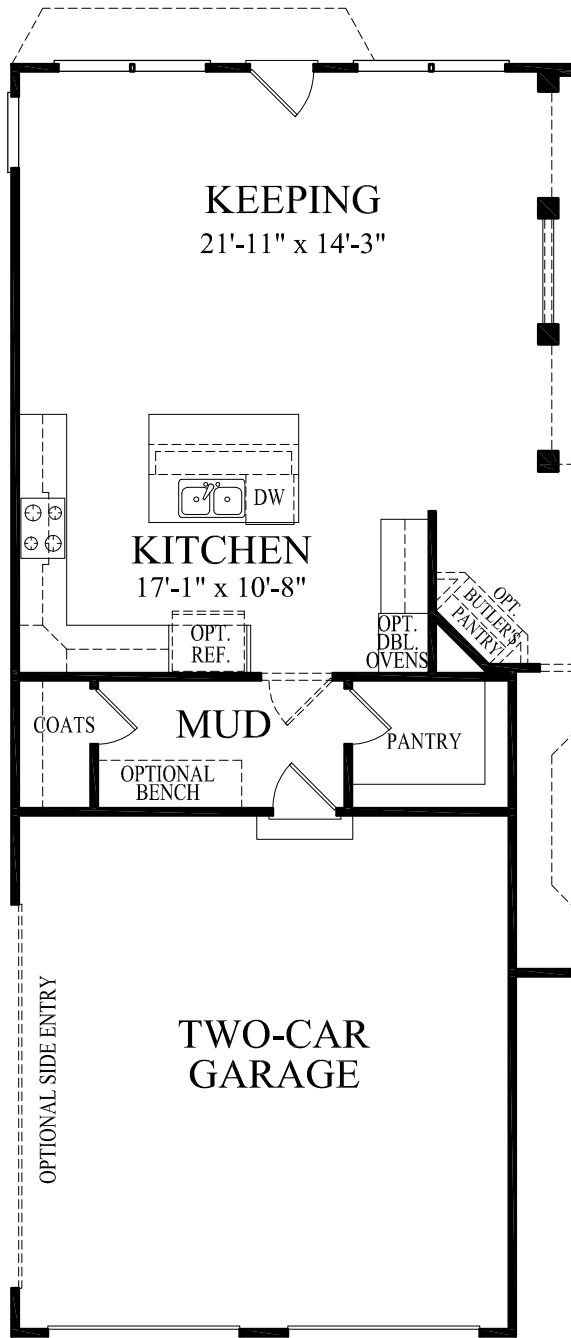 KEEPING
21'-11" x 14'-3"
DW
KITCHEN
17'-1" x 10'-8"
OPT.
REF.
OPT.
DBL.
OVENS
OPT.
BUTLER'S
PANTRY
COATS
MUD
PANTRY
OPTIONAL
BENCH
OPTIONAL SIDE ENTRY
TWO-CAR
GARAGE